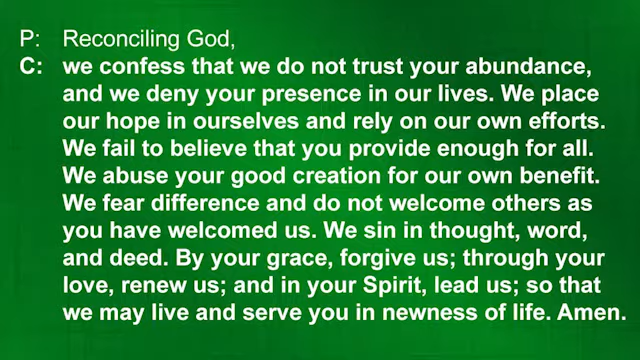 P: Reconciling God,
C: we confess that we do not trust your abundance,
and we deny your presence in our lives. We place
our hope in ourselves and rely on our own efforts.
We fail to believe that you provide enough for all.
We abuse your good creation for our own benefit.
We fear difference and do not welcome others as
you have welcomed us. We sin in thought, word,
and deed. By your grace, forgive us; through your
love, renew us; and in your Spirit, lead us; so that
we may live and serve you in newness of life. Amen.